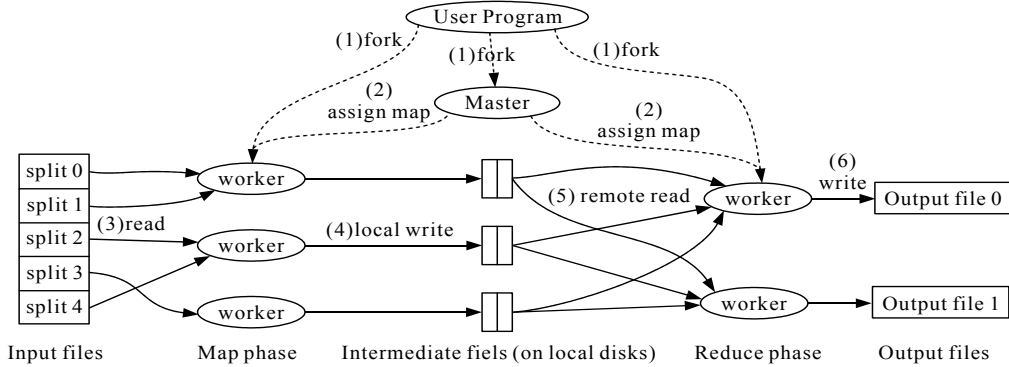 User Program
(1)fork
(1)fork
(1)fork
(2)
assign map
Master
(2)
assign map
split 0
split 1
split 2
split 3
split 4
worker
worker
worker
(3)read
(4)local write
(5) remote read
worker
worker
(6)
write
Output file 0
Output file 1
Input files
Map phase
Intermediate fiels (on local disks)
Reduce phase
Output files